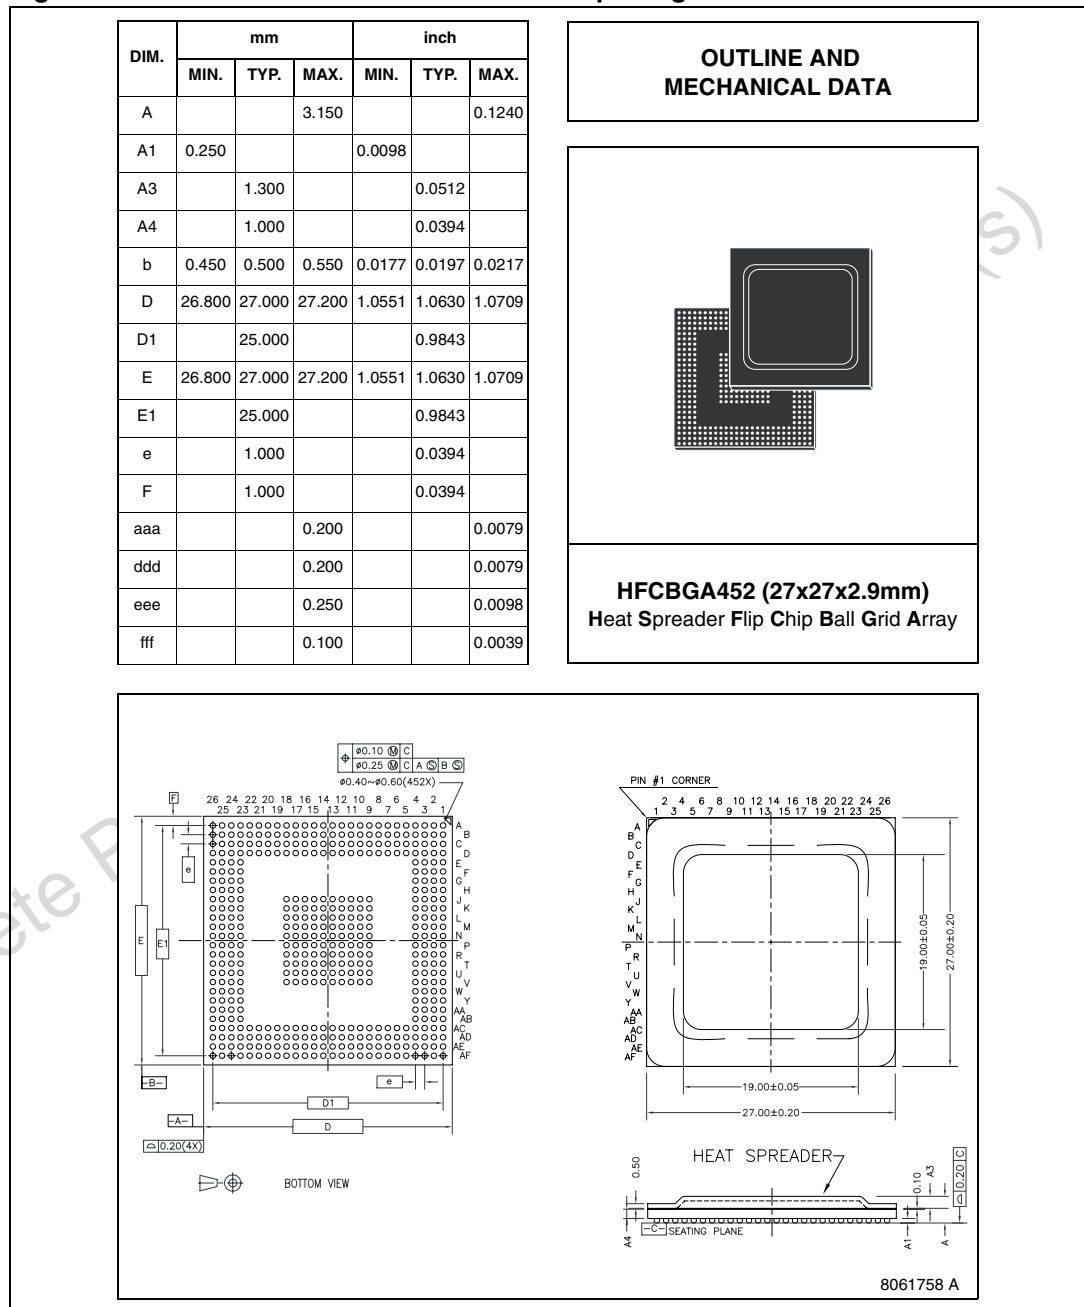 DIM. mm inch
MIN. TYP. MAX. MIN. TYP. MAX.
A 3.150 0.1240
A1 0.250 0.0098
A3 1.300 0.0512
A4 1.000 0.0394
b 0.450 0.500 0.550 0.0177 0.0197 0.0217
D 26.800 27.000 27.200 1.0551 1.0630 1.0709
D1 25.000 0.9843
E 26.800 27.000 27.200 1.0551 1.0630 1.0709
E1 25.000 0.9843
e 1.000 0.0394
F 1.000 0.0394
aaa 0.200 0.0079
ddd 0.200 0.0079
eee 0.250 0.0098
fff 0.100 0.0039
OUTLINE AND
MECHANICAL DATA
HFCBGA452 (27x27x2.9mm)
Heat Spreader Flip Chip Ball Grid Array
ø0.10 Ⓜ C
ø0.25 Ⓜ C A Ⓢ B Ⓢ
ø0.40~ø0.60(452X)
F
26 24 22 20 18 16 14 12 10 8 6 4 2
25 23 21 19 17 15 13 11 9 7 5 3 1
A
B
C
D
E
F
G
H
J
K
L
M
N
P
R
T
U
V
W
Y
AA
AB
AC
AD
AE
AF
e
E
E1
-B-
e
D1
-A-
D
0.20(4X)
BOTTOM VIEW
PIN #1 CORNER
2 4 6 8 10 12 14 16 18 20 22 24 26
1 3 5 7 9 11 13 15 17 19 21 23 25
A
B
C
D
E
F
G
H
J
K
L
M
N
P
R
T
U
V
W
Y
AA
AB
AC
AD
AE
AF
19.00±0.05
27.00±0.20
19.00±0.05
27.00±0.20
HEAT SPREADER
0.50
0.10
A3
0.20 C
A4
-C- SEATING PLANE
A1
A
8061758 A